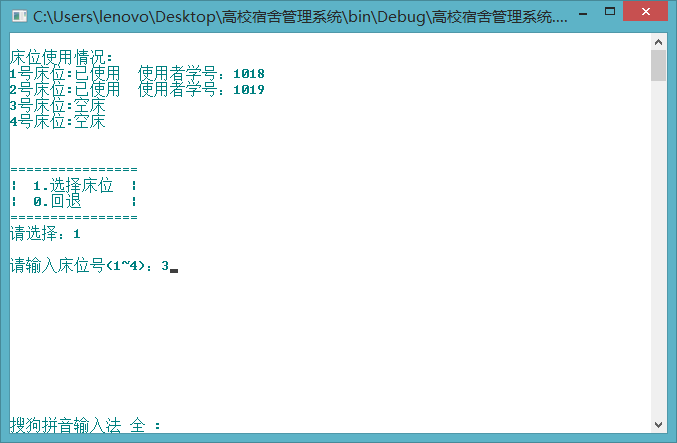 C:\Users\lenovo\Desktop\高校宿舍管理系统\bin\Debug\高校宿舍管理系统....
床位使用情况:
1号床位:已使用  使用者学号: 1018
2号床位:已使用  使用者学号: 1019
3号床位:空床
4号床位:空床
================
¦  1.选择床位  ¦
¦  0.回退      ¦
================
请选择: 1
请输入床位号(1~4): 3
搜狗拼音输入法 全 :